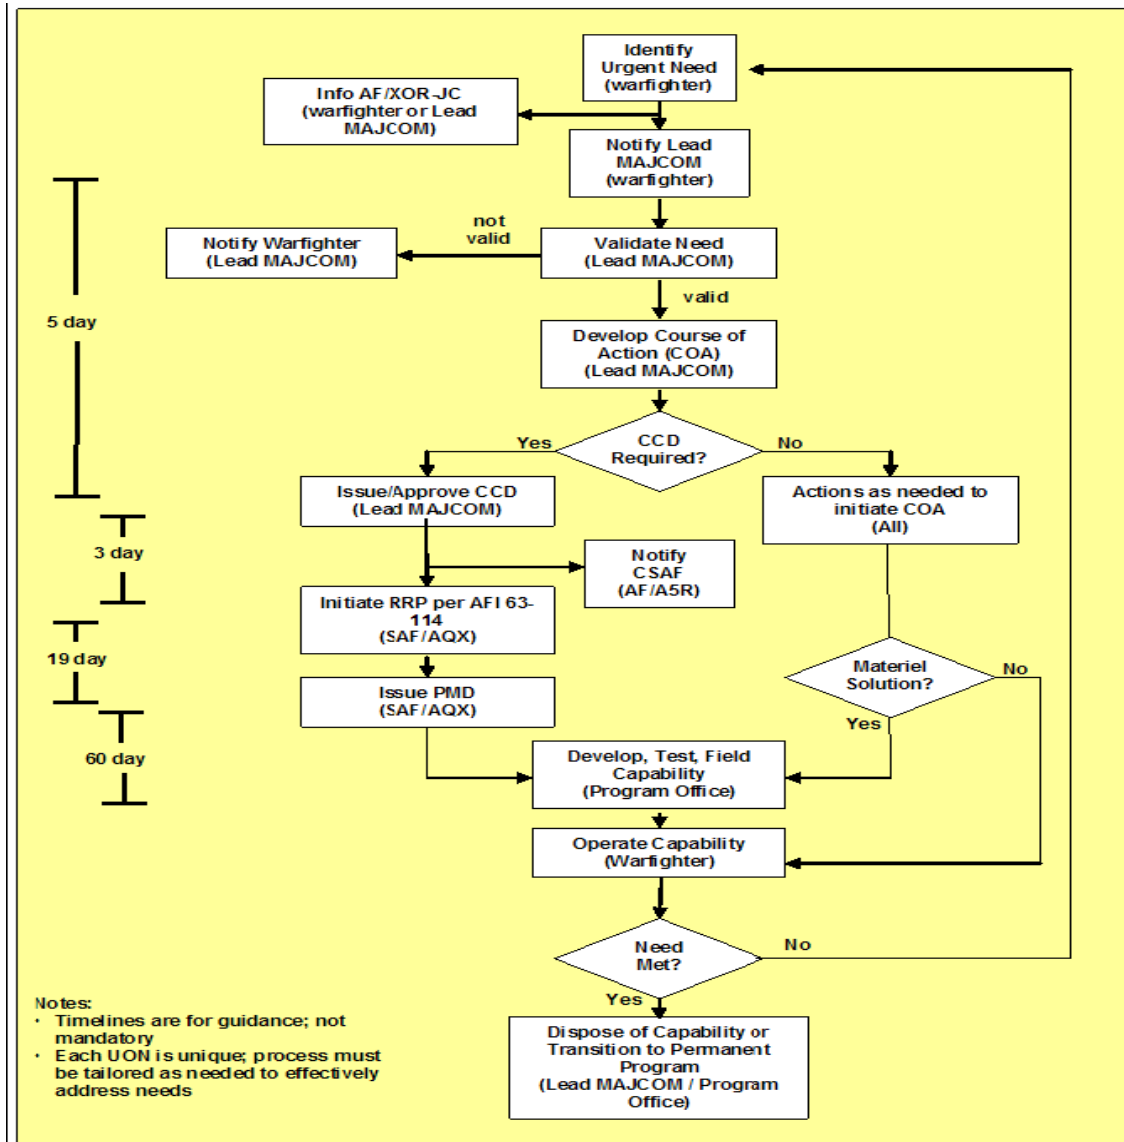 Identify
Urgent Need
(warfighter)
Info AF/XOR-JC
(warfighter or Lead
MAJCOM)
Notify Lead
MAJCOM
(warfighter)
not
valid
Notify Warfighter
(Lead MAJCOM)
Validate Need
(Lead MAJCOM)
valid
5 day
Develop Course of
Action (COA)
(Lead MAJCOM)
Yes
CCD
Required?
No
Issue/Approve CCD
(Lead MAJCOM)
Actions as needed to
initiate COA
(All)
3 day
Notify
CSAF
(AF/A5R)
Initiate RRP per AFI 63-
114
(SAF/AQX)
19 day
Materiel
Solution?
No
Yes
Issue PMD
(SAF/AQX)
60 day
Develop, Test, Field
Capability
(Program Office)
Operate Capability
(Warfighter)
Need
Met?
No
Yes
Notes:
· Timelines are for guidance; not
mandatory
· Each UON is unique; process must
be tailored as needed to effectively
address needs
Dispose of Capability or
Transition to Permanent
Program
(Lead MAJCOM / Program
Office)